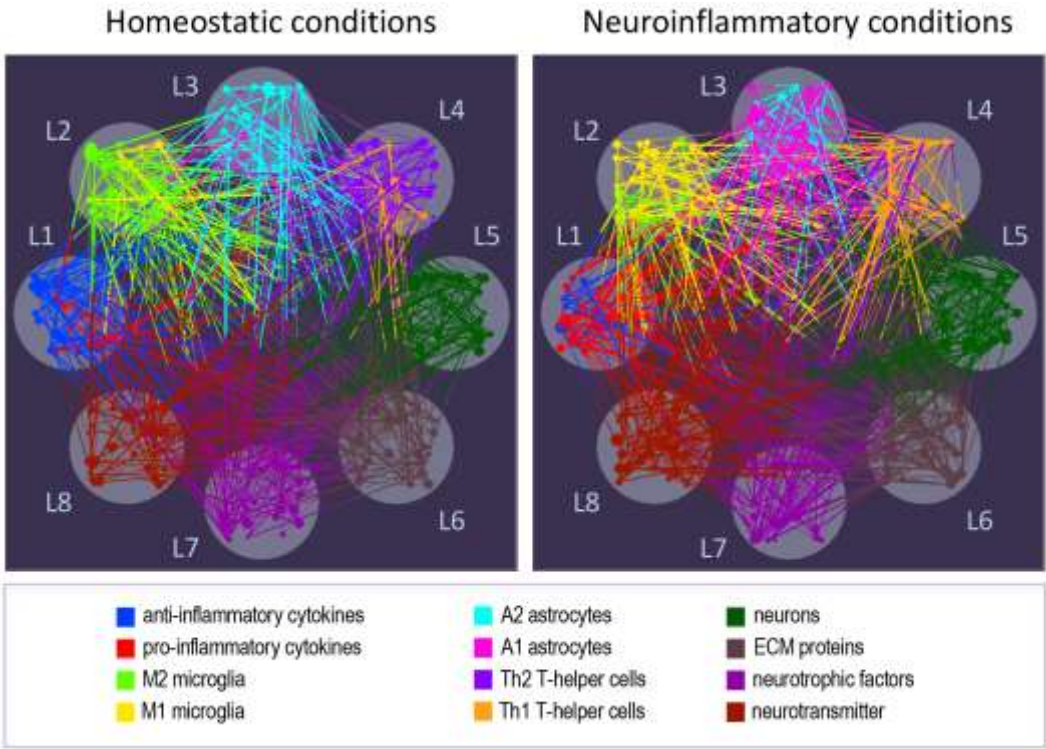 Homeostatic conditions
Neuroinflammatory conditions
L3
L4
L2
L1
L5
L8
L7
L6
L3
L4
L2
L1
L5
L8
L7
L6
anti-inflammatory cytokines
pro-inflammatory cytokines
M2 microglia
M1 microglia
A2 astrocytes
A1 astrocytes
Th2 T-helper cells
Th1 T-helper cells
neurons
ECM proteins
neurotrophic factors
neurotransmitter